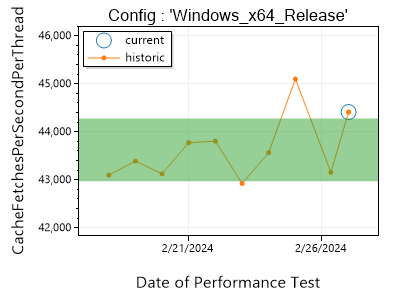 Config : 'Windows_x64_Release'
current
historic
CacheFetchesPerSecondPerThread
46,000
45,000
44,000
43,000
42,000
2/21/2024
2/26/2024
Date of Performance Test